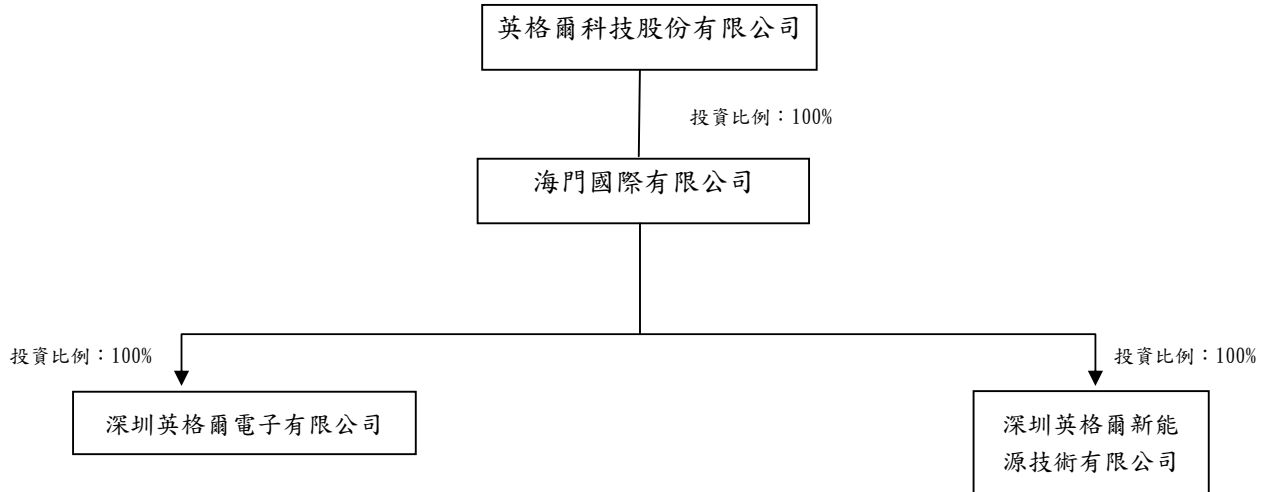 英格爾科技股份有限公司
投資比例：100%
海門國際有限公司
投資比例：100%
投資比例：100%
深圳英格爾電子有限公司
深圳英格爾新能
源技術有限公司